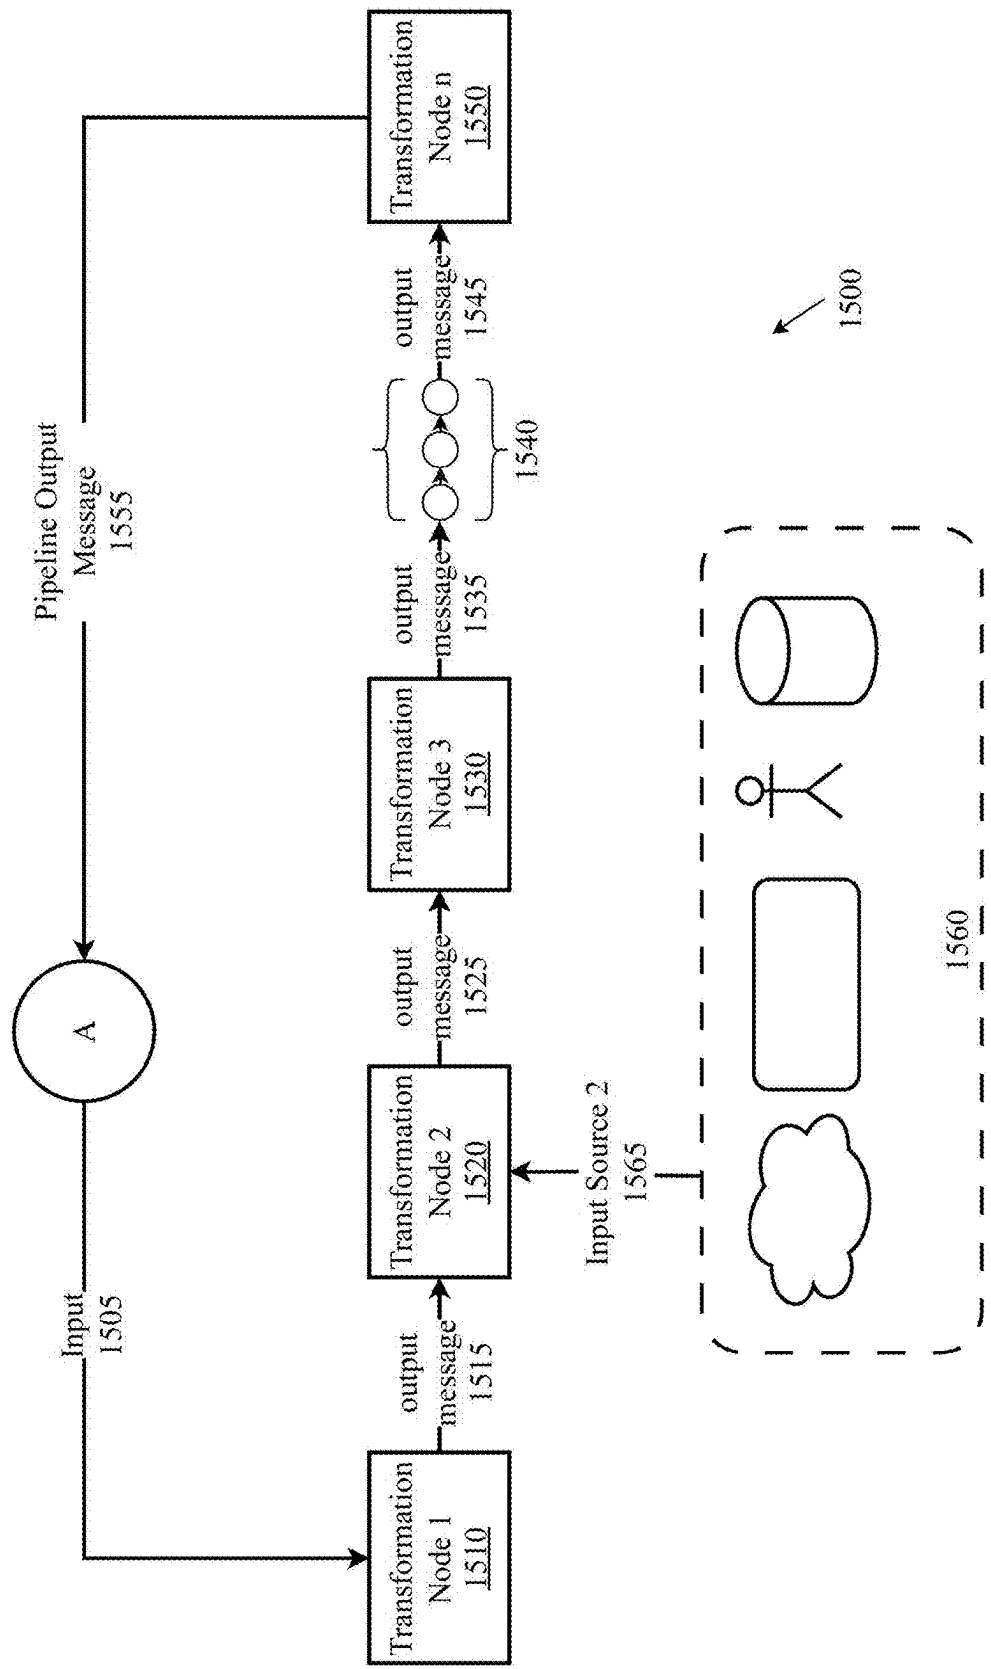 A
Input
1505
Pipeline Output
Message
1555
Transformation
Node 1
1510
output
message
1515
Transformation
Node 2
1520
output
message
1525
Transformation
Node 3
1530
output
message
1535
1540
output
message
1545
Transformation
Node n
1550
Input Source 2
1565
1560
1500